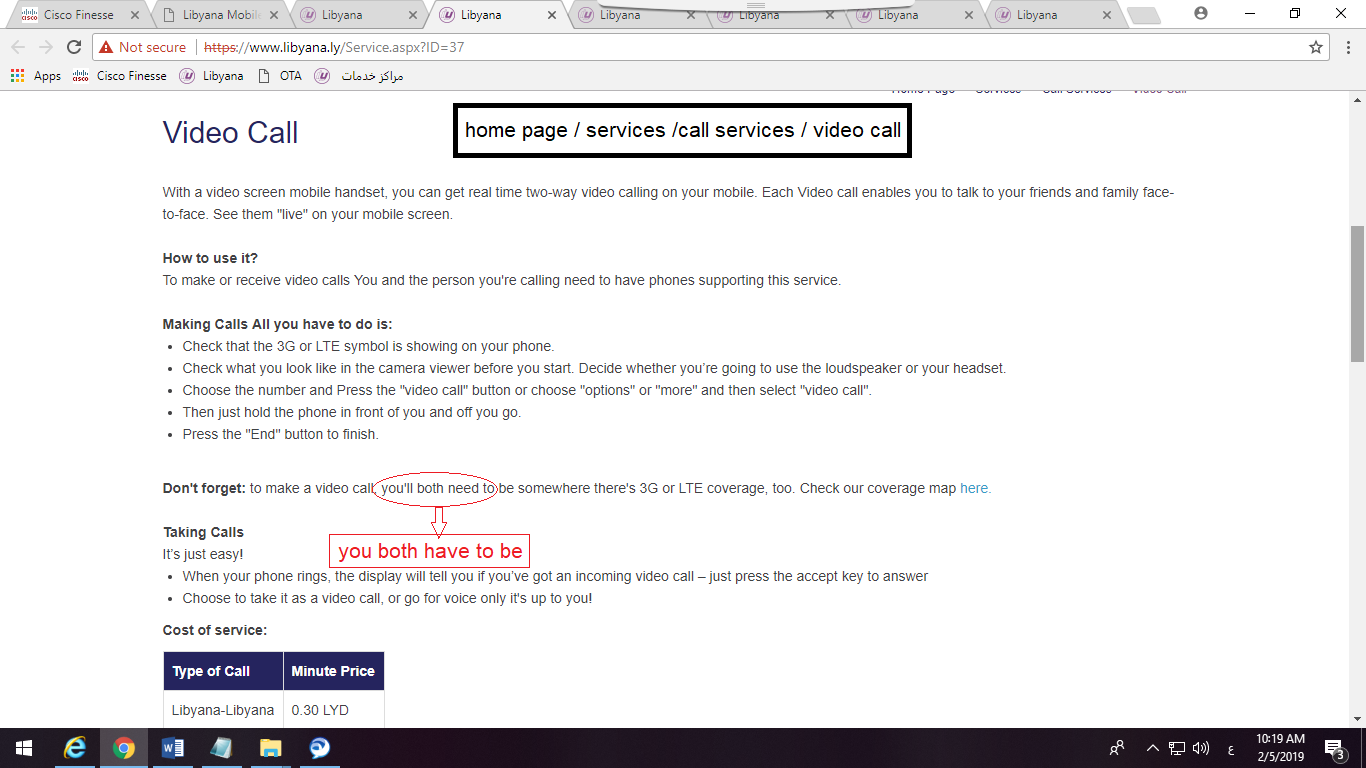 Cisco Finesse
Libyana Mobile
Libyana
Libyana
Libyana
Libyana
Libyana
Libyana
Not secure https://www.libyana.ly/Service.aspx?ID=37
Apps Cisco Finesse Libyana OTA مراكز خدمات
Home Page Services Call Services Video Call
Video Call
home page / services /call services / video call
With a video screen mobile handset, you can get real time two-way video calling on your mobile. Each Video call enables you to talk to your friends and family face-
to-face. See them "live" on your mobile screen.
How to use it?
To make or receive video calls You and the person you're calling need to have phones supporting this service.
Making Calls All you have to do is:
• Check that the 3G or LTE symbol is showing on your phone.
• Check what you look like in the camera viewer before you start. Decide whether you’re going to use the loudspeaker or your headset.
• Choose the number and Press the "video call" button or choose "options" or "more" and then select "video call".
• Then just hold the phone in front of you and off you go.
• Press the "End" button to finish.
Don't forget: to make a video call, you'll both need to be somewhere there's 3G or LTE coverage, too. Check our coverage map here.
Taking Calls
you both have to be
It’s just easy!
• When your phone rings, the display will tell you if you’ve got an incoming video call – just press the accept key to answer
• Choose to take it as a video call, or go for voice only it's up to you!
Cost of service:
Type of Call Minute Price
Libyana-Libyana 0.30 LYD
ع
10:19 AM
2/5/2019
3